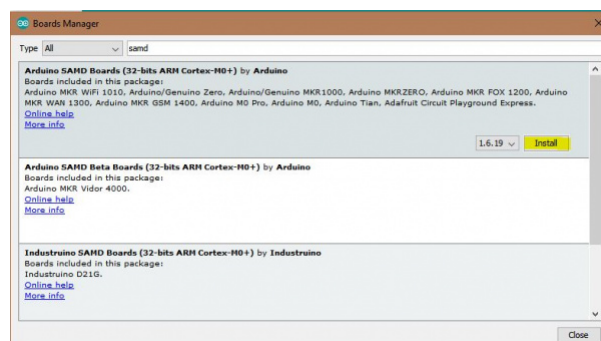 Boards Manager
Type All samd
Arduino SAMD Boards (32-bits ARM Cortex-M0+) by Arduino
Boards included in this package:
Arduino MKR WiFi 1010, Arduino/Genuino Zero, Arduino/Genuino MKR1000, Arduino MKRZERO, Arduino MKR FOX 1200, Arduino
MKR WAN 1300, Arduino MKR GSM 1400, Arduino M0 Pro, Arduino M0, Arduino Tian, Adafruit Circuit Playground Express.
Online help
More info
1.6.19 Install
Arduino SAMD Beta Boards (32-bits ARM Cortex-M0+) by Arduino
Boards included in this package:
Arduino MKR Vidor 4000.
Online help
More info
Industruino SAMD Boards (32-bits ARM Cortex-M0+) by Industruino
Boards included in this package:
Industruino D21G.
Online help
More info
Close